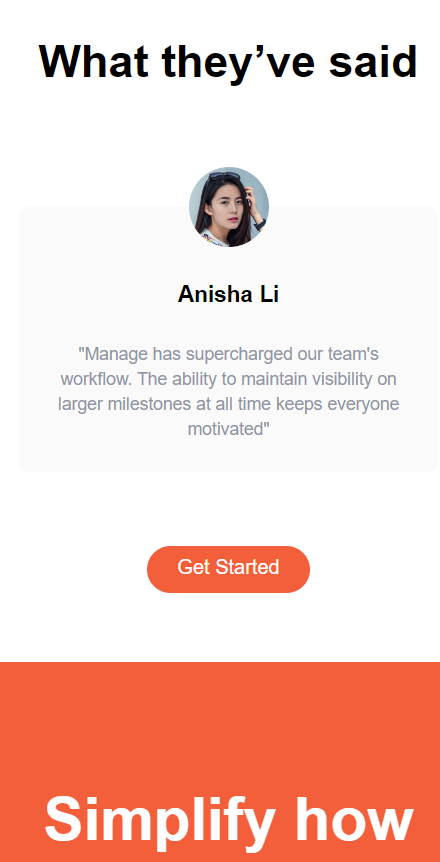 What they’ve said
Anisha Li
"Manage has supercharged our team's
workflow. The ability to maintain visibility on
larger milestones at all time keeps everyone
motivated"
Get Started
Simplify how